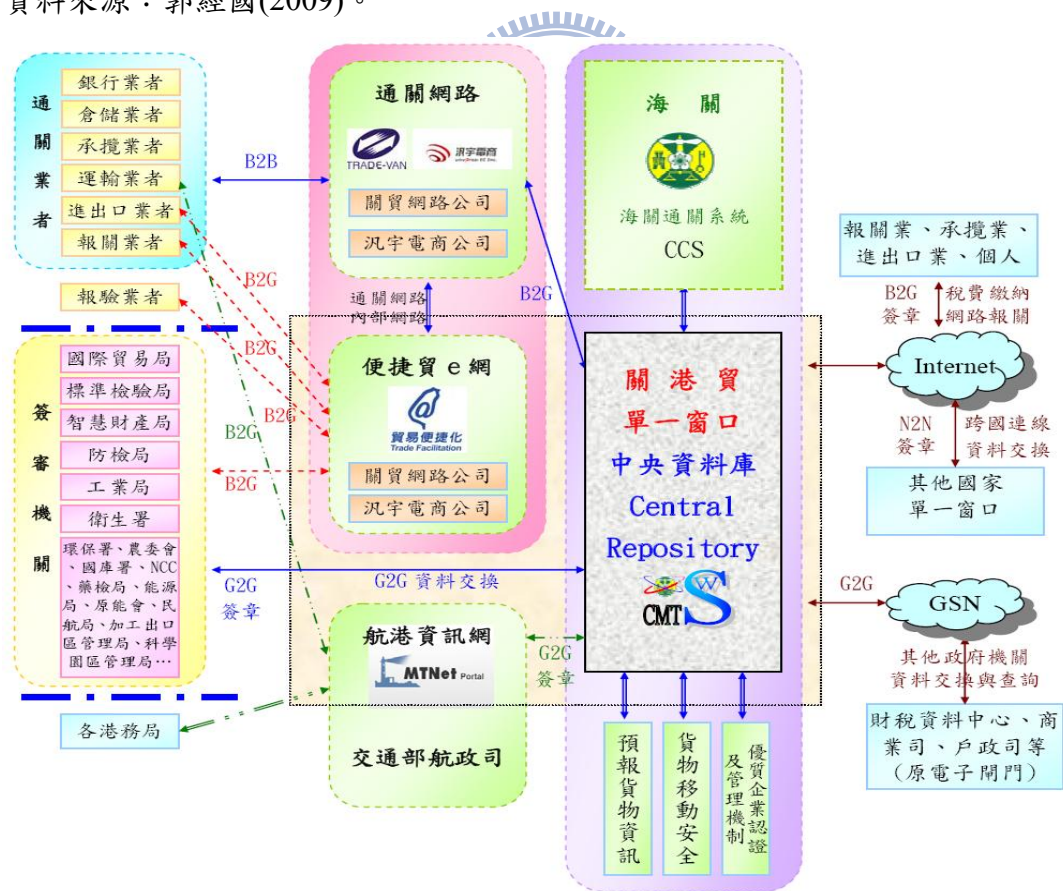 資料來源：郭經國(2009)。
通關業者
銀行業者
倉儲業者
承攬業者
運輸業者
進出口業者
報關業者
報驗業者
B2B
B2G
B2G
B2G
B2G
B2G
簽審機關
國際貿易局
標準檢驗局
智慧財產局
防檢局
工業局
衛生署
環保署、農委會
、國庫署、NCC
、藥檢局、能源
局、原能會、民
航局、加工出口
區管理局、科學
園區管理局…
G2G
簽章
G2G 資料交換
各港務局
通關網路
TRADE-VAN
汎宇電商
關貿網路公司
汎宇電商公司
通關網路
內部網路
B2G
便捷貿e網
貿易便捷化
Trade Facilitation
關貿網路公司
汎宇電商公司
航港資訊網
MTNet Portal
交通部航政司
G2G
簽章
海 關
海關通關系統
CCS
關港貿
單一窗口
中央資料庫
Central
Repository
CMT
W
S
預報貨物資訊
貨物移動安全
優質企業認證
及管理機制
報關業、承攬業、
進出口業、個人
B2G
簽章
稅費繳納
網路報關
Internet
N2N
簽章
跨國連線
資料交換
其他國家
單一窗口
G2G
GSN
其他政府機關
資料交換與查詢
財稅資料中心、商
業司、戶政司等
(原電子閘門)